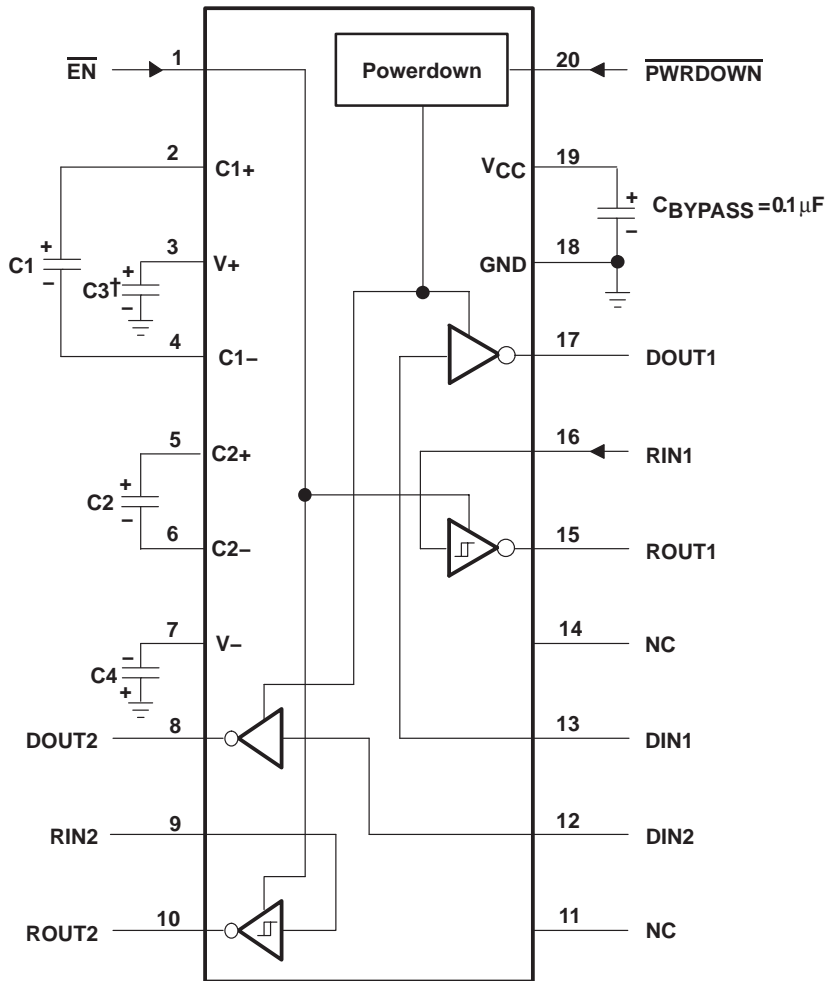 EN 1 Powerdown 20 PWRDOWN
2 C1+ VCC 19
+ CBYPASS = 0.1 μF
−
C1 + − 3 V+ GND 18
C3† + −
4 C1− 17 DOUT1
5 C2+ 16 RIN1
C2 + −
6 C2− 15 ROUT1
7 V− 14 NC
C4 − +
DOUT2 8 13 DIN1
RIN2 9 12 DIN2
ROUT2 10 11 NC